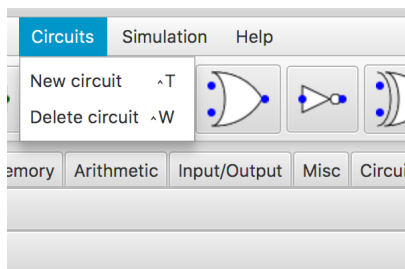 Circuits Simulation Help
New circuit ^T
Delete circuit ^W
emory Arithmetic Input/Output Misc Circui